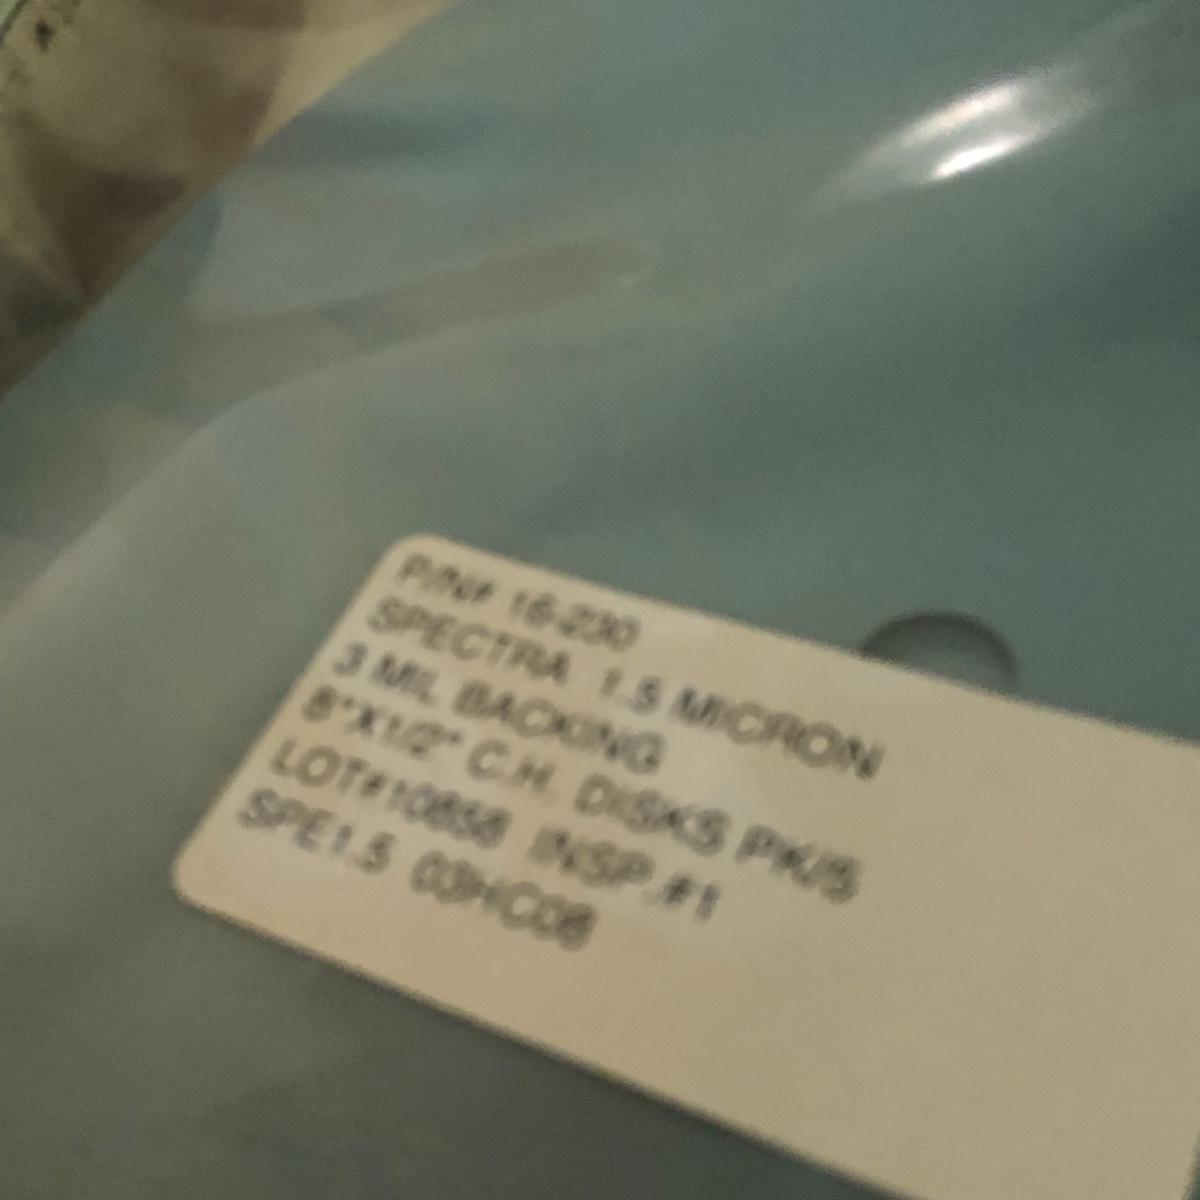 P/N# 16-230
SPECTRA 1.5 MICRON
3 MIL BACKING
8"X1/2" C.H. DISKS PK/5
LOT#10858 INSP.#1
SPE1.5 03HC08